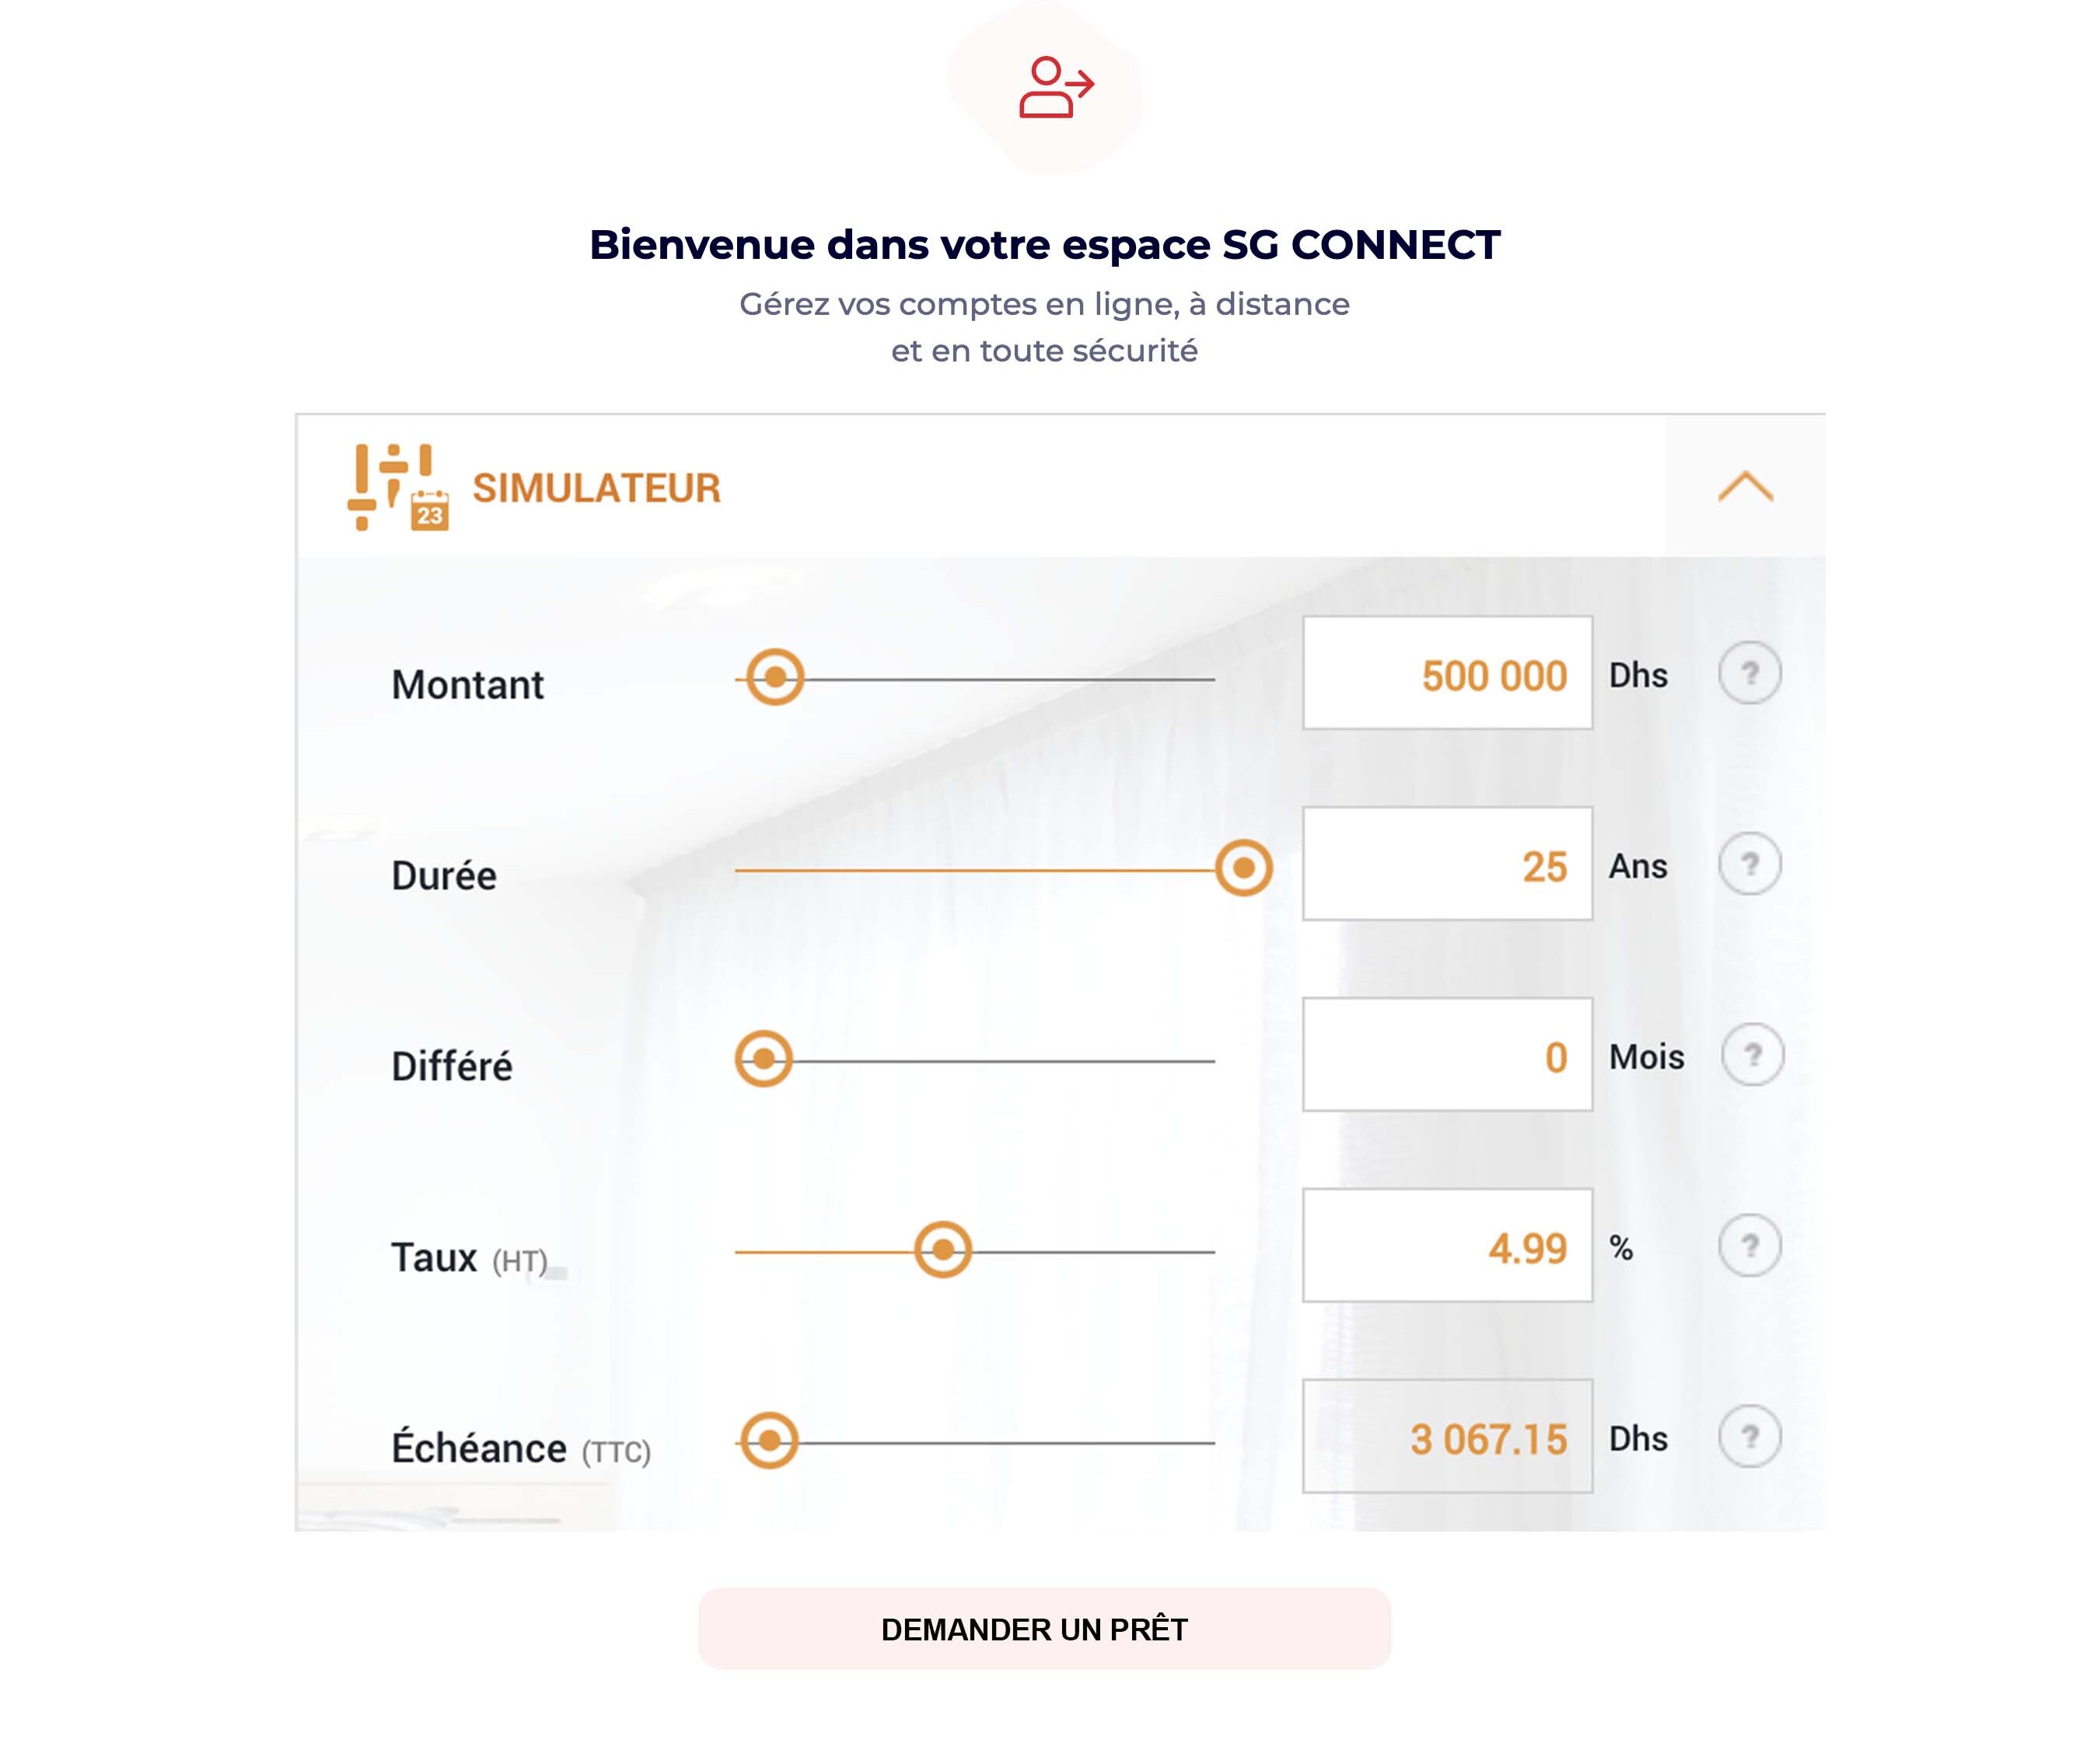 Bienvenue dans votre espace SG CONNECT
Gérez vos comptes en ligne, à distance
et en toute sécurité
23
SIMULATEUR
Montant 500 000 Dhs ?
Durée 25 Ans ?
Différé 0 Mois ?
Taux (HT) 4.99 % ?
Échéance (TTC) 3 067.15 Dhs ?
DEMANDER UN PRÊT